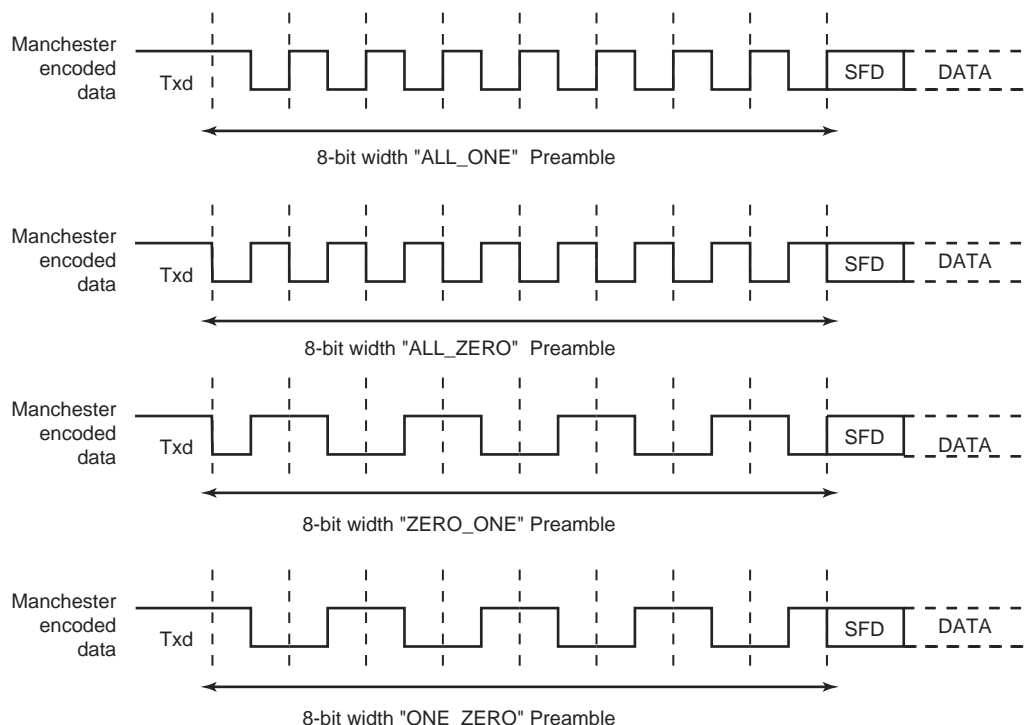 Manchester
encoded
data
Txd
SFD
DATA
8-bit width "ALL_ONE" Preamble
Manchester
encoded
data
Txd
SFD
DATA
8-bit width "ALL_ZERO" Preamble
Manchester
encoded
data
Txd
SFD
DATA
8-bit width "ZERO_ONE" Preamble
Manchester
encoded
data
Txd
SFD
DATA
8-bit width "ONE_ZERO" Preamble